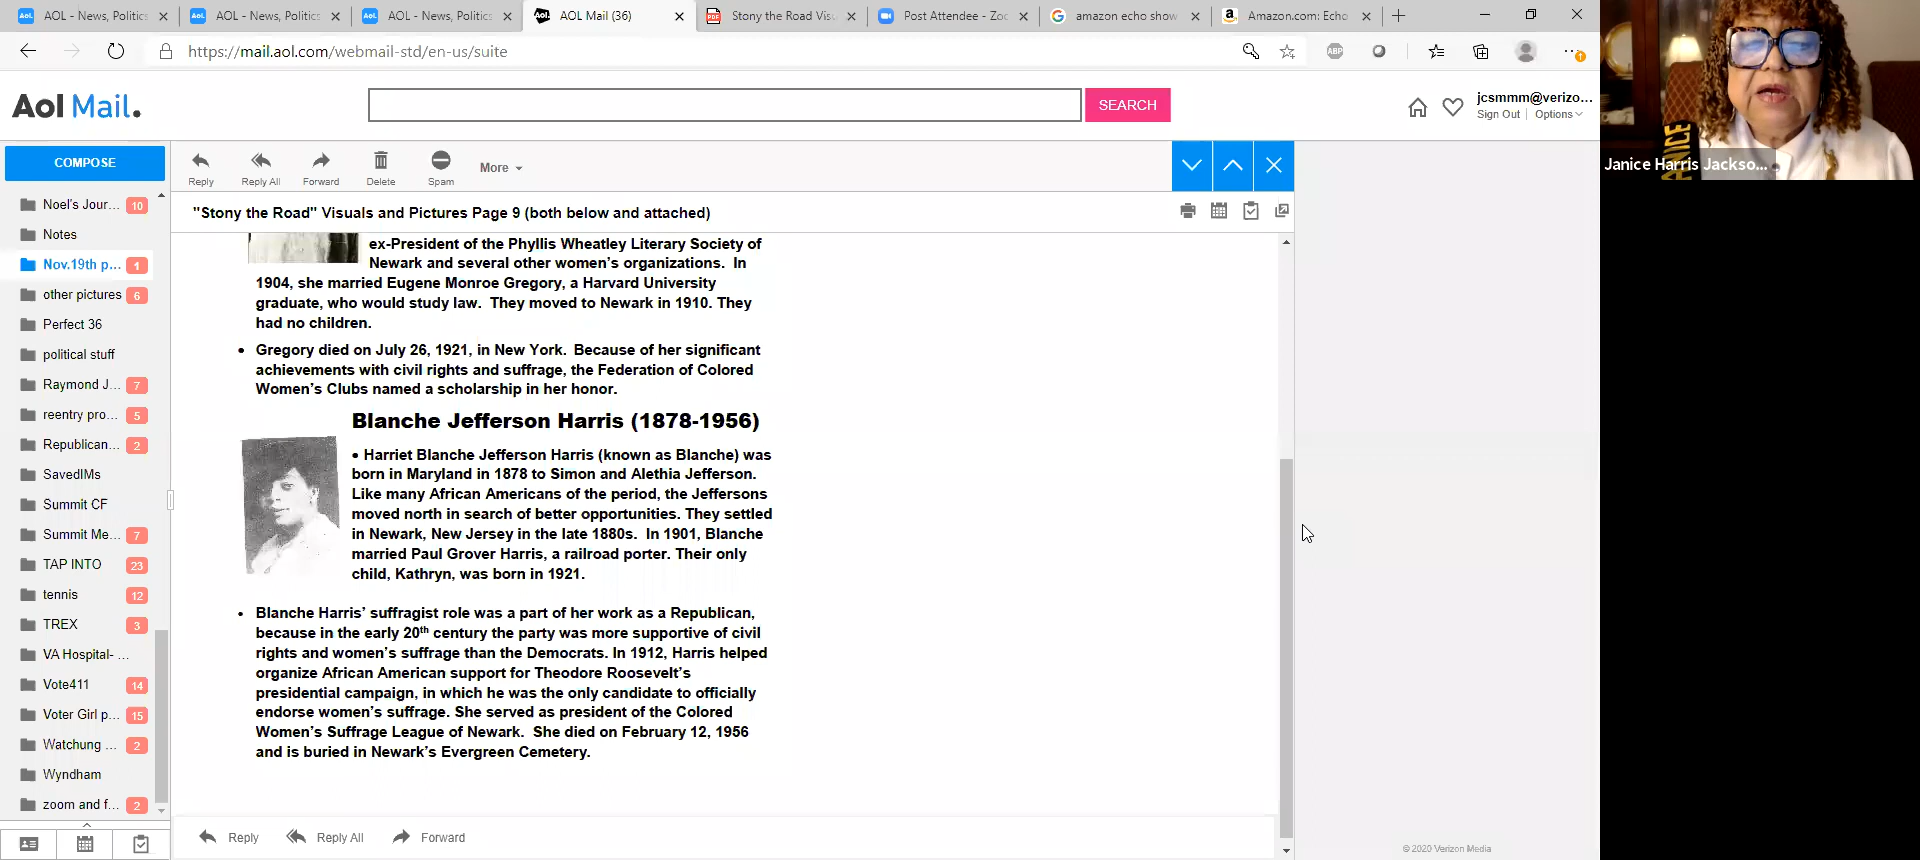 AOL - News, Politics
AOL - News, Politics
AOL - News, Politics
AOL Mail (36)
Stony the Road Visu
Post Attendee - Zoo
amazon echo show
Amazon.com: Echo
https://mail.aol.com/webmail-std/en-us/suite
ABP
Aol Mail.
SEARCH
jcsmmm@verizo...
Sign Out | Options
COMPOSE
Reply
Reply All
Forward
Delete
Spam
More
Noel's Jour... 10
Notes
Nov.19th p... 1
other pictures 6
Perfect 36
political stuff
Raymond J... 7
reentry pro... 5
Republican... 2
SavedIMs
Summit CF
Summit Me... 7
TAP INTO 23
tennis 12
TREX 3
VA Hospital- ...
Vote411 14
Voter Girl p... 15
Watchung ... 2
Wyndham
zoom and f... 2
"Stony the Road" Visuals and Pictures Page 9 (both below and attached)
ex-President of the Phyllis Wheatley Literary Society of
Newark and several other women's organizations. In
1904, she married Eugene Monroe Gregory, a Harvard University
graduate, who would study law. They moved to Newark in 1910. They
had no children.
• Gregory died on July 26, 1921, in New York. Because of her significant
achievements with civil rights and suffrage, the Federation of Colored
Women's Clubs named a scholarship in her honor.
Blanche Jefferson Harris (1878-1956)
• Harriet Blanche Jefferson Harris (known as Blanche) was
born in Maryland in 1878 to Simon and Alethia Jefferson.
Like many African Americans of the period, the Jeffersons
moved north in search of better opportunities. They settled
in Newark, New Jersey in the late 1880s. In 1901, Blanche
married Paul Grover Harris, a railroad porter. Their only
child, Kathryn, was born in 1921.
• Blanche Harris' suffragist role was a part of her work as a Republican,
because in the early 20th century the party was more supportive of civil
rights and women's suffrage than the Democrats. In 1912, Harris helped
organize African American support for Theodore Roosevelt's
presidential campaign, in which he was the only candidate to officially
endorse women's suffrage. She served as president of the Colored
Women's Suffrage League of Newark. She died on February 12, 1956
and is buried in Newark's Evergreen Cemetery.
Reply
Reply All
Forward
© 2020 Verizon Media
Janice Harris Jackso...